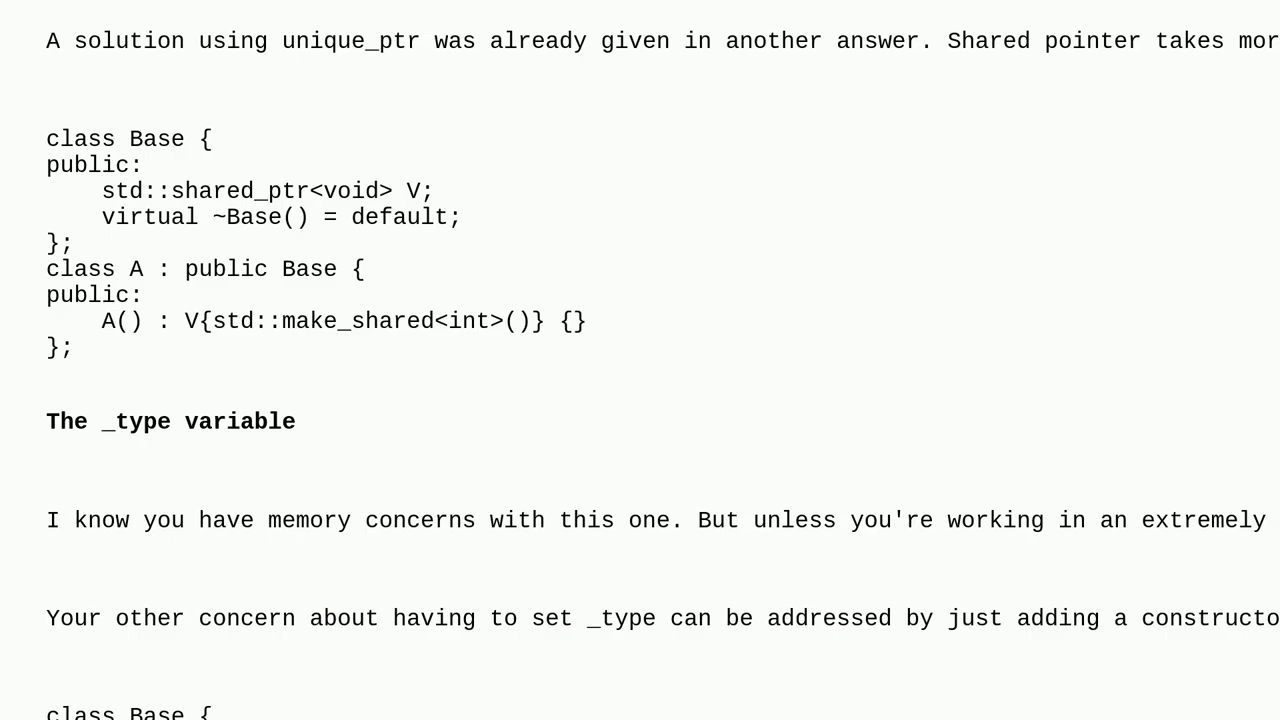 A solution using unique_ptr was already given in another answer. Shared pointer takes mor
class Base {
public:
    std::shared_ptr<void> V;
    virtual ~Base() = default;
};
class A : public Base {
public:
    A() : V{std::make_shared<int>()} {}
};
The _type variable
I know you have memory concerns with this one. But unless you're working in an extremely
Your other concern about having to set _type can be addressed by just adding a constructo
class Base {